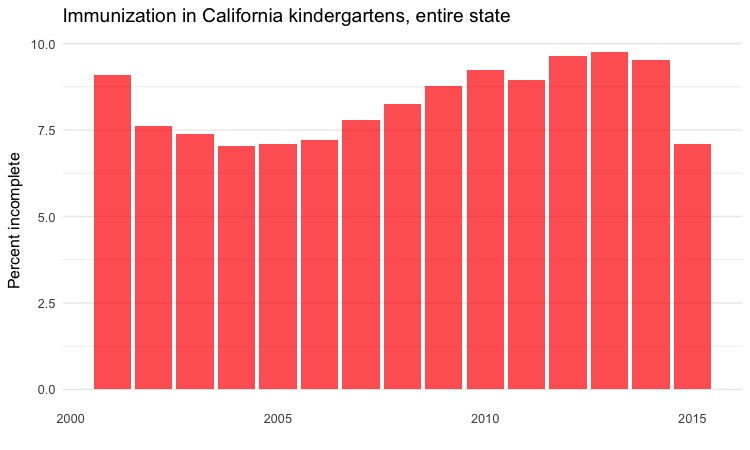 Immunization in California kindergartens, entire state
Percent incomplete
10.0
7.5
5.0
2.5
0.0
2000 2005 2010 2015